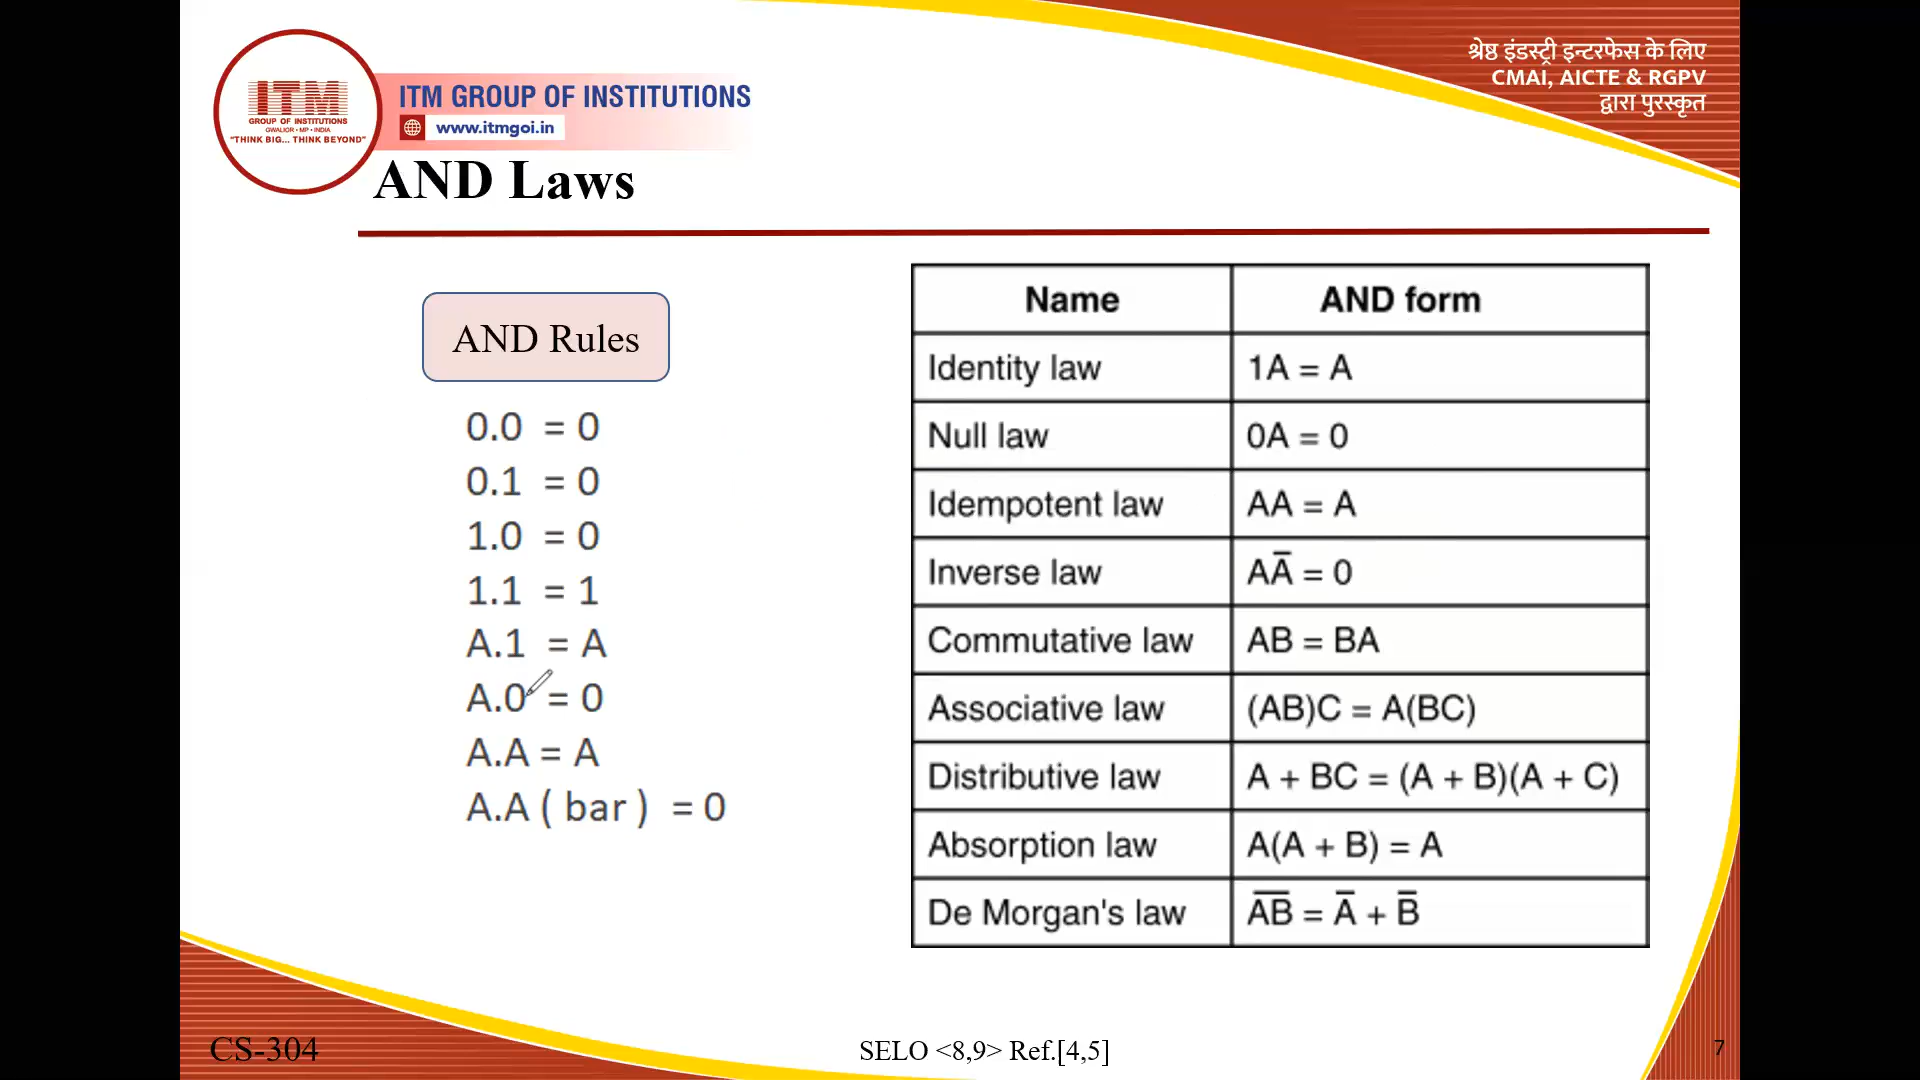 ITM
GROUP OF INSTITUTIONS
GWALIOR • MP • INDIA
"THINK BIG... THINK BEYOND"
ITM GROUP OF INSTITUTIONS
www.itmgoi.in
श्रेष्ठ इंडस्ट्री इन्टरफेस के लिए
CMAI, AICTE & RGPV
द्वारा पुरस्कृत
AND Laws
AND Rules
0.0 = 0
0.1 = 0
1.0 = 0
1.1 = 1
A.1 = A
A.0 = 0
A.A = A
A.A ( bar ) = 0
Name AND form
Identity law 1A = A
Null law 0A = 0
Idempotent law AA = A
Inverse law AA̅ = 0
Commutative law AB = BA
Associative law (AB)C = A(BC)
Distributive law A + BC = (A + B)(A + C)
Absorption law A(A + B) = A
De Morgan's law A̅B̅ = A̅ + B̅
CS-304
SELO <8,9> Ref.[4,5]
7